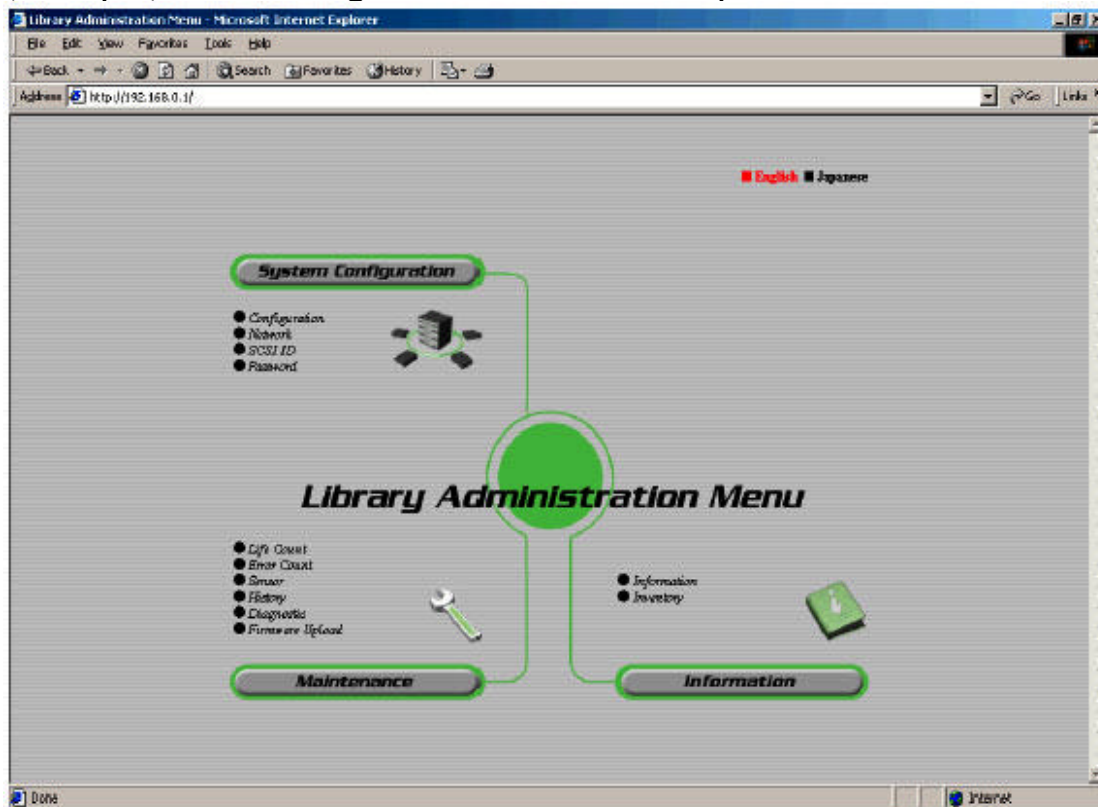 Library Administration Menu - Microsoft Internet Explorer
File Edit View Favorites Tools Help
Back Search Favorites History
Address http://192.168.0.1/ Go Links
English Japanese
System Configuration
Configuration
Network
SCSI ID
Password
Library Administration Menu
Life Count
Error Count
Sensor
History
Diagnostic
Firmware Upload
Information
Inventory
Maintenance
Information
Done Internet